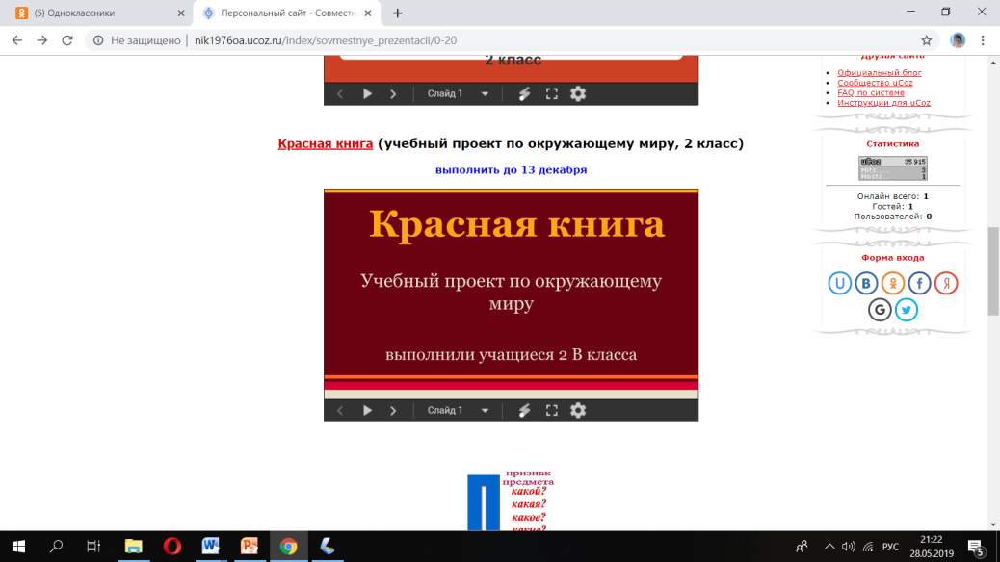 (5) Одноклассники
Персональный сайт - Совместн
Не защищено | nik1976oa.ucoz.ru/index/sovmestnye_prezentacii/0-20
2 класс
Слайд 1
Красная книга (учебный проект по окружающему миру, 2 класс)
выполнить до 13 декабря
Красная книга
Учебный проект по окружающему
миру
выполнили учащиеся 2 В класса
Слайд 1
признак
предмета
какой?
какая?
какое?
какие?
П
Друзья сайта
Официальный блог
Сообщество uCoz
FAQ по системе
Инструкции для uCoz
Статистика
uCoz 35 915
Hits 3
Hosts 1
Онлайн всего: 1
Гостей: 1
Пользователей: 0
Форма входа
РУС
21:22
28.05.2019
5